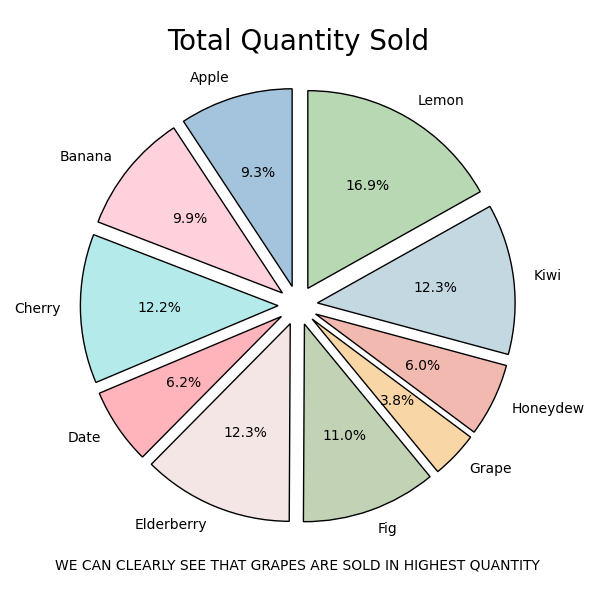 Total Quantity Sold
Apple
Lemon
9.3%
16.9%
Banana
9.9%
Kiwi
12.3%
Cherry
12.2%
6.0%
Honeydew
6.2%
Date
3.8%
Grape
12.3%
11.0%
Elderberry
Fig
WE CAN CLEARLY SEE THAT GRAPES ARE SOLD IN HIGHEST QUANTITY